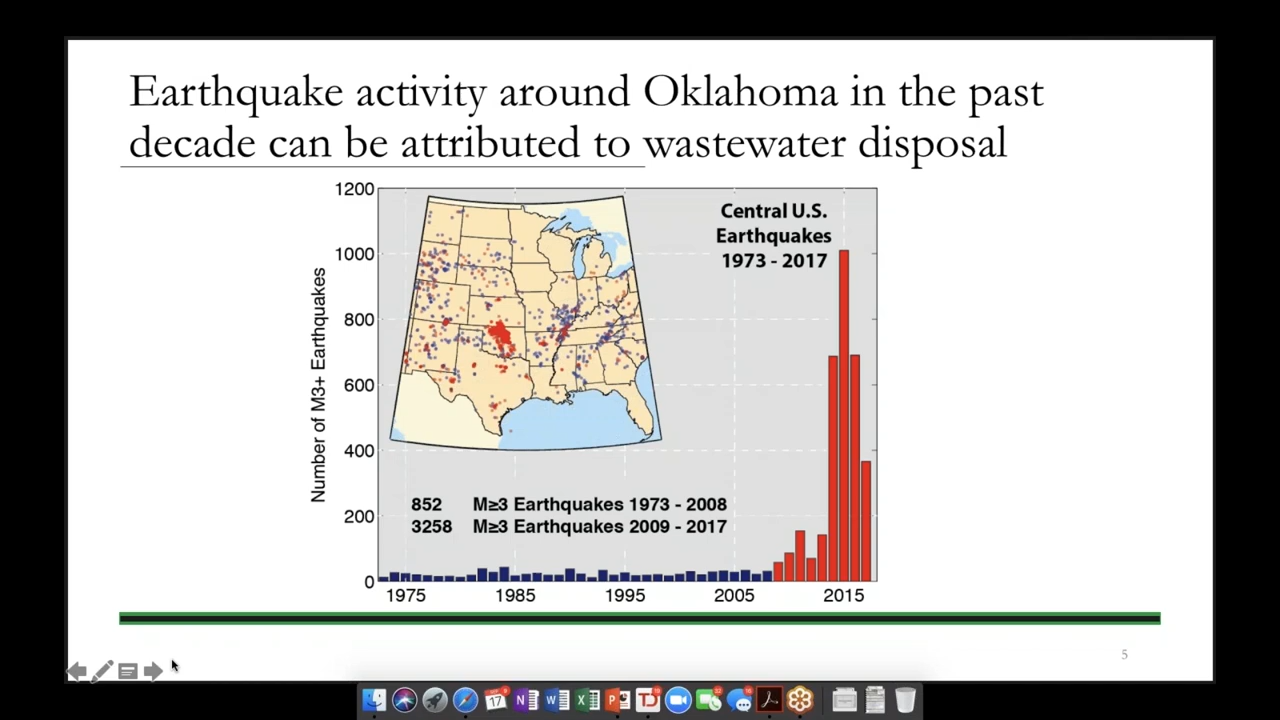 Earthquake activity around Oklahoma in the past
decade can be attributed to wastewater disposal
Central U.S.
Earthquakes
1973 - 2017
Number of M3+ Earthquakes
1200
1000
800
600
400
200
0
852 M≥3 Earthquakes 1973 - 2008
3258 M≥3 Earthquakes 2009 - 2017
1975 1985 1995 2005 2015
5
17